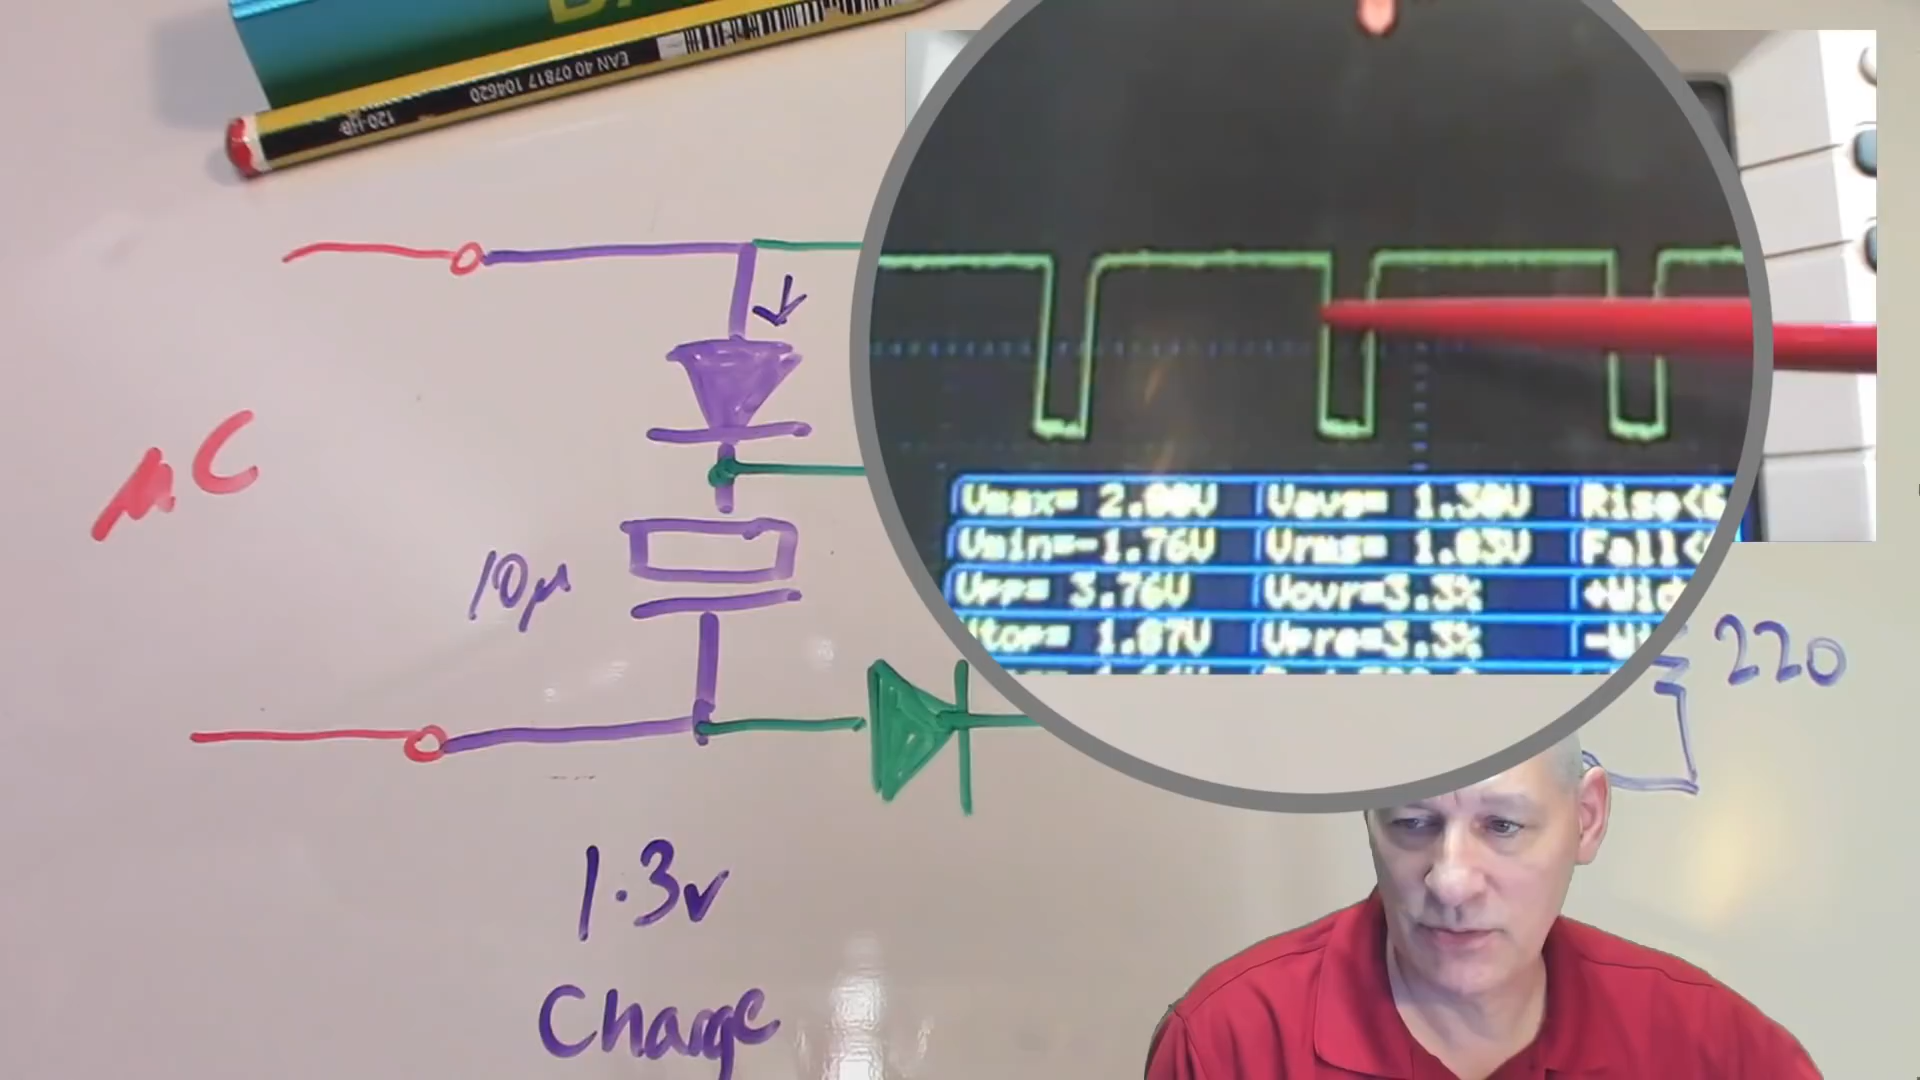 EAN 40 07817 104620
120-HB
µC
10µ
1.3v
Charge
220
Vmax= 2.00V Vavg= 1.30V
Vmin=-1.76V Vrms= 1.83V
Vpp= 3.76V Vovr=3.3%
Vtop= 1.87V Vpre=3.3%